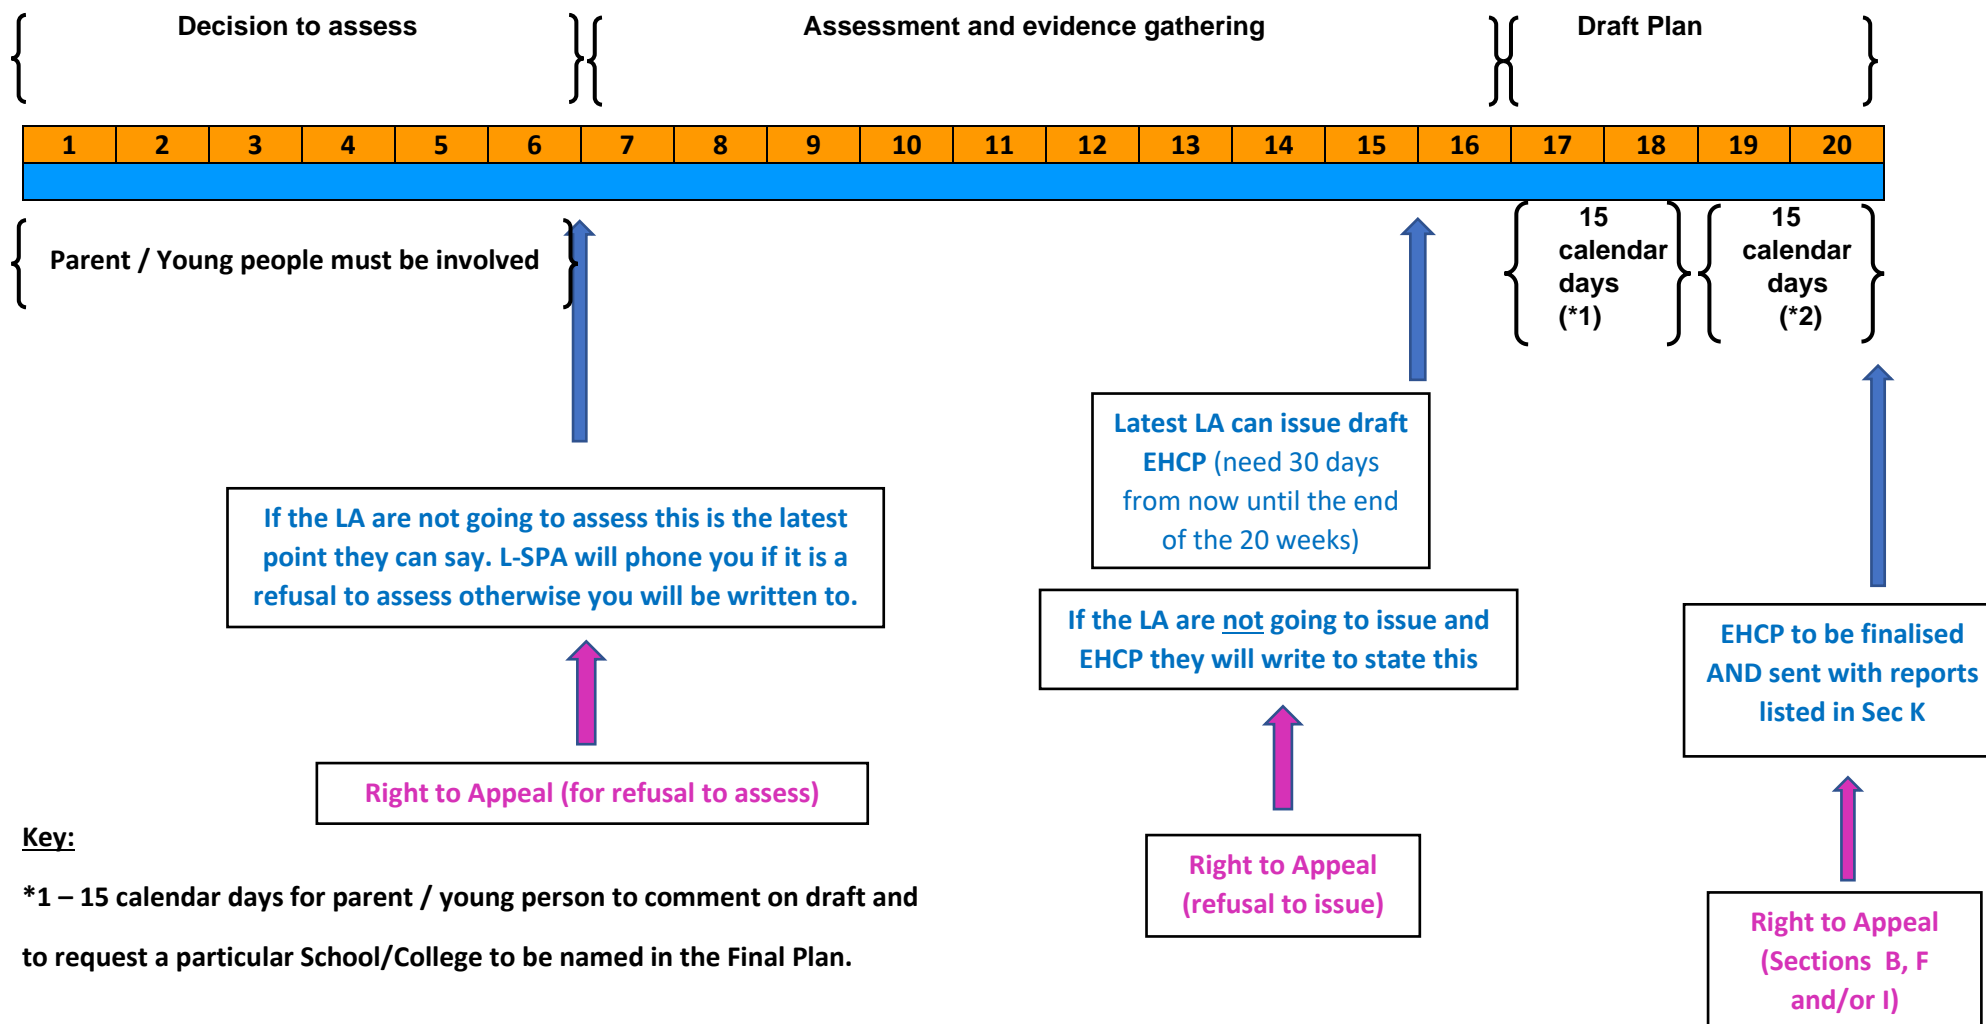 Decision to assess
Assessment and evidence gathering
Draft Plan
1 2 3 4 5 6 7 8 9 10 11 12 13 14 15 16 17 18 19 20
Parent / Young people must be involved
15
calendar
days
(*1)
15
calendar
days
(*2)
If the LA are not going to assess this is the latest
point they can say. L-SPA will phone you if it is a
refusal to assess otherwise you will be written to.
Right to Appeal (for refusal to assess)
Latest LA can issue draft
EHCP (need 30 days
from now until the end
of the 20 weeks)
If the LA are not going to issue and
EHCP they will write to state this
Right to Appeal
(refusal to issue)
EHCP to be finalised
AND sent with reports
listed in Sec K
Right to Appeal
(Sections B, F
and/or I)
Key:
*1 – 15 calendar days for parent / young person to comment on draft and
to request a particular School/College to be named in the Final Plan.